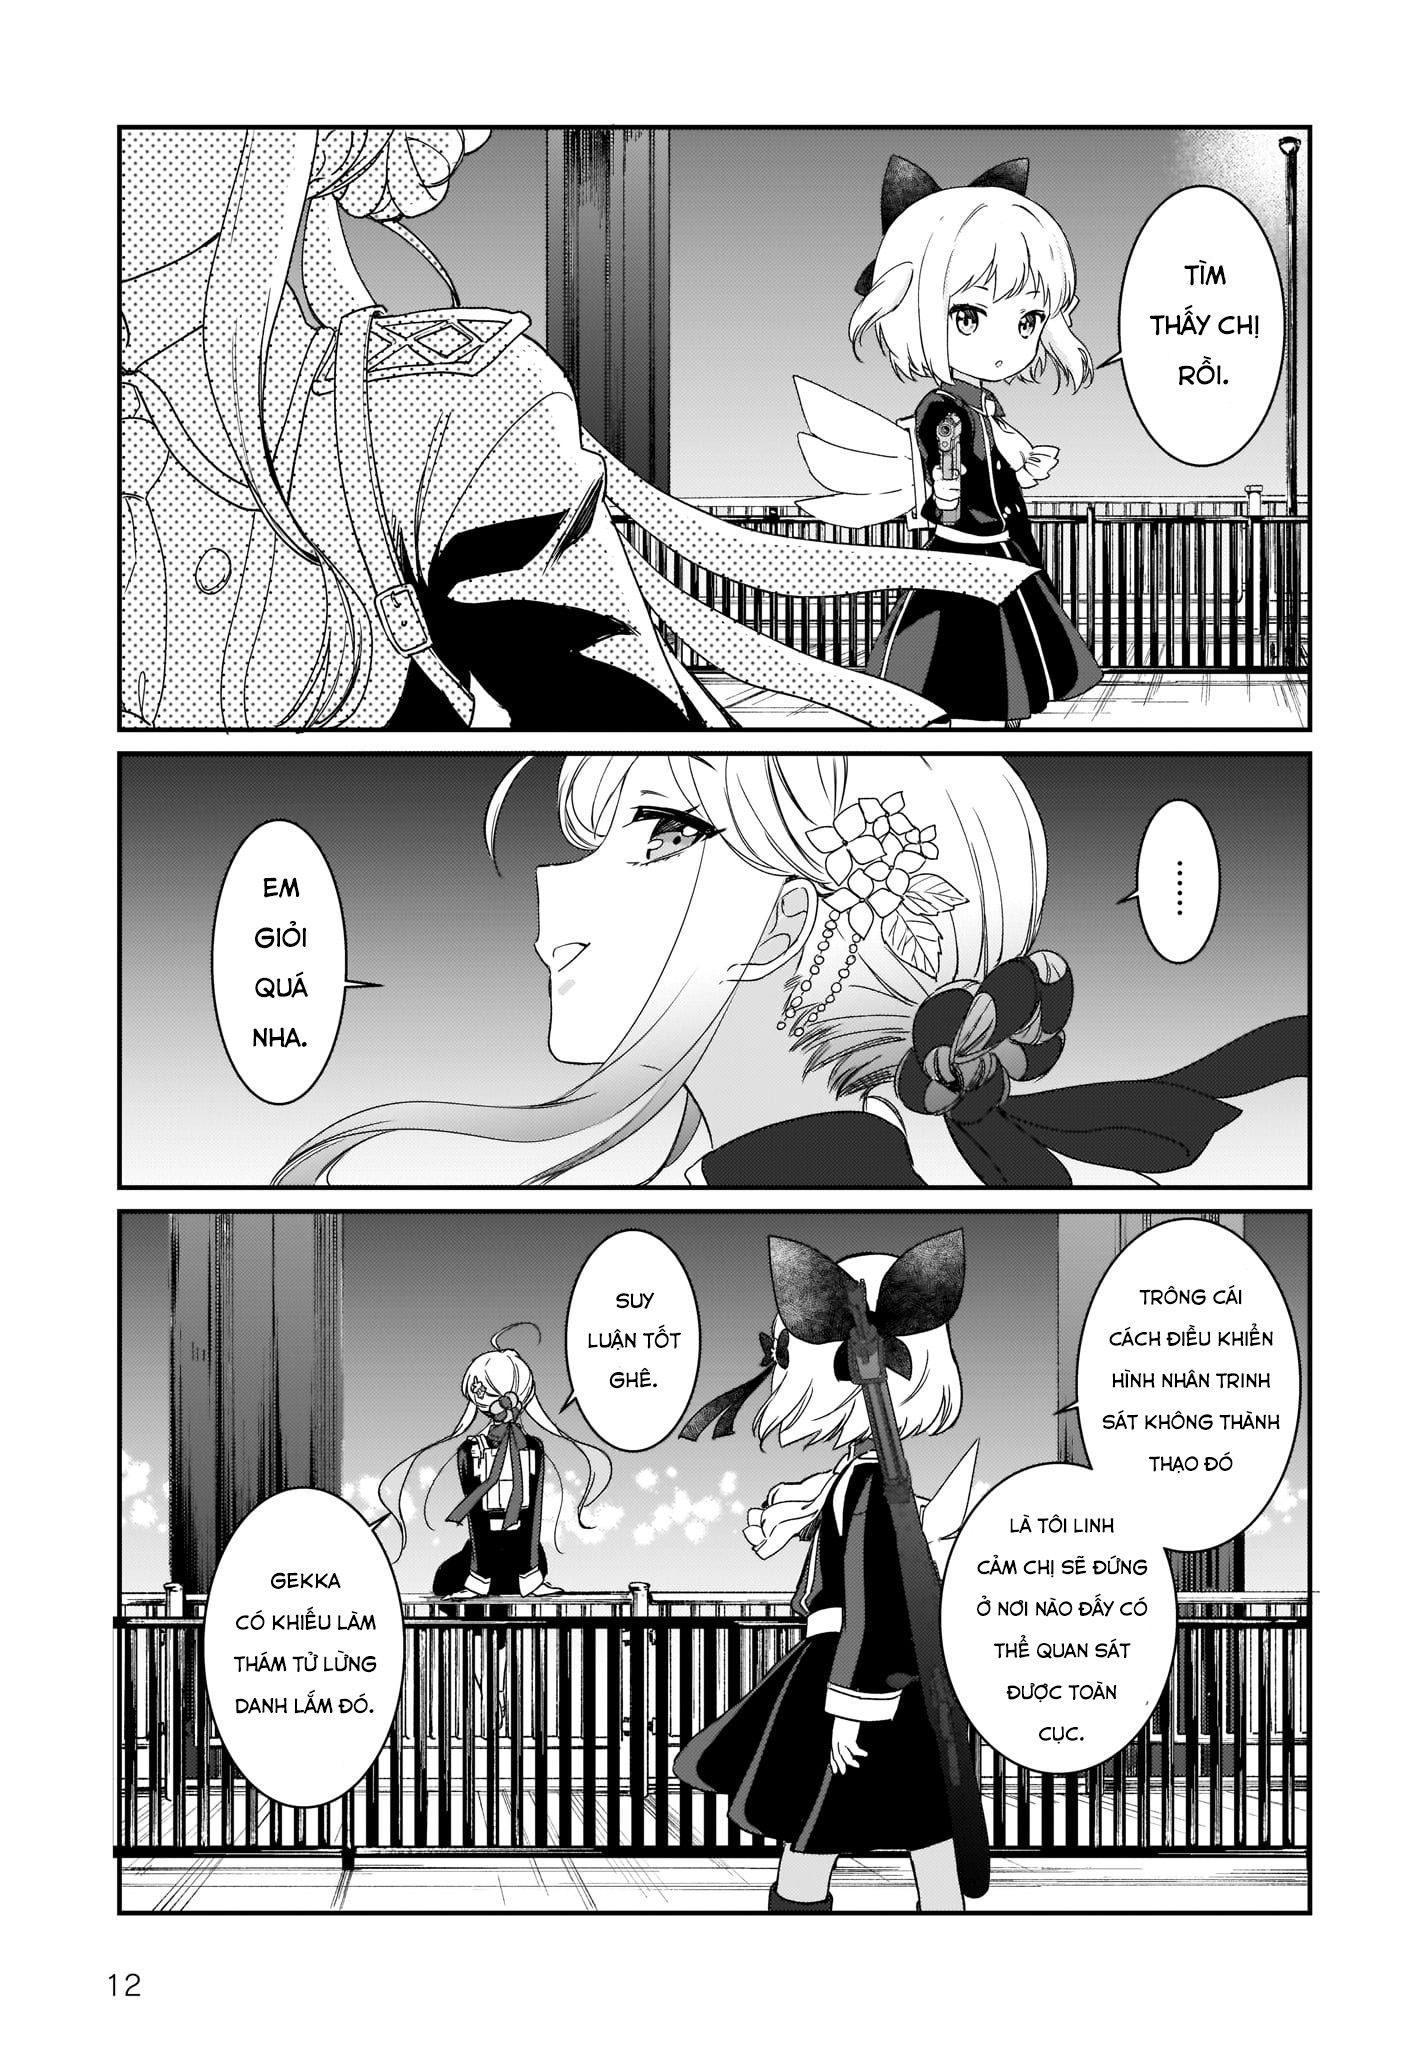 TÌM
THẤY CHỊ
RỒI.
......
EM
GIỎI
QUÁ
NHA.
TRÔNG CÁI
CÁCH ĐIỀU KHIỂN
HÌNH NHÂN TRINH
SÁT KHÔNG THÀNH
THẠO ĐÓ
LÀ TÔI LINH
CẢM CHỊ SẼ ĐỨNG
Ở NƠI NÀO ĐẤY CÓ
THỂ QUAN SÁT
ĐƯỢC TOÀN
CỤC.
SUY
LUẬN TỐT
GHÊ.
GEKKA
CÓ KHIẾU LÀM
THÁM TỬ LỪNG
DANH LẮM ĐÓ.
12